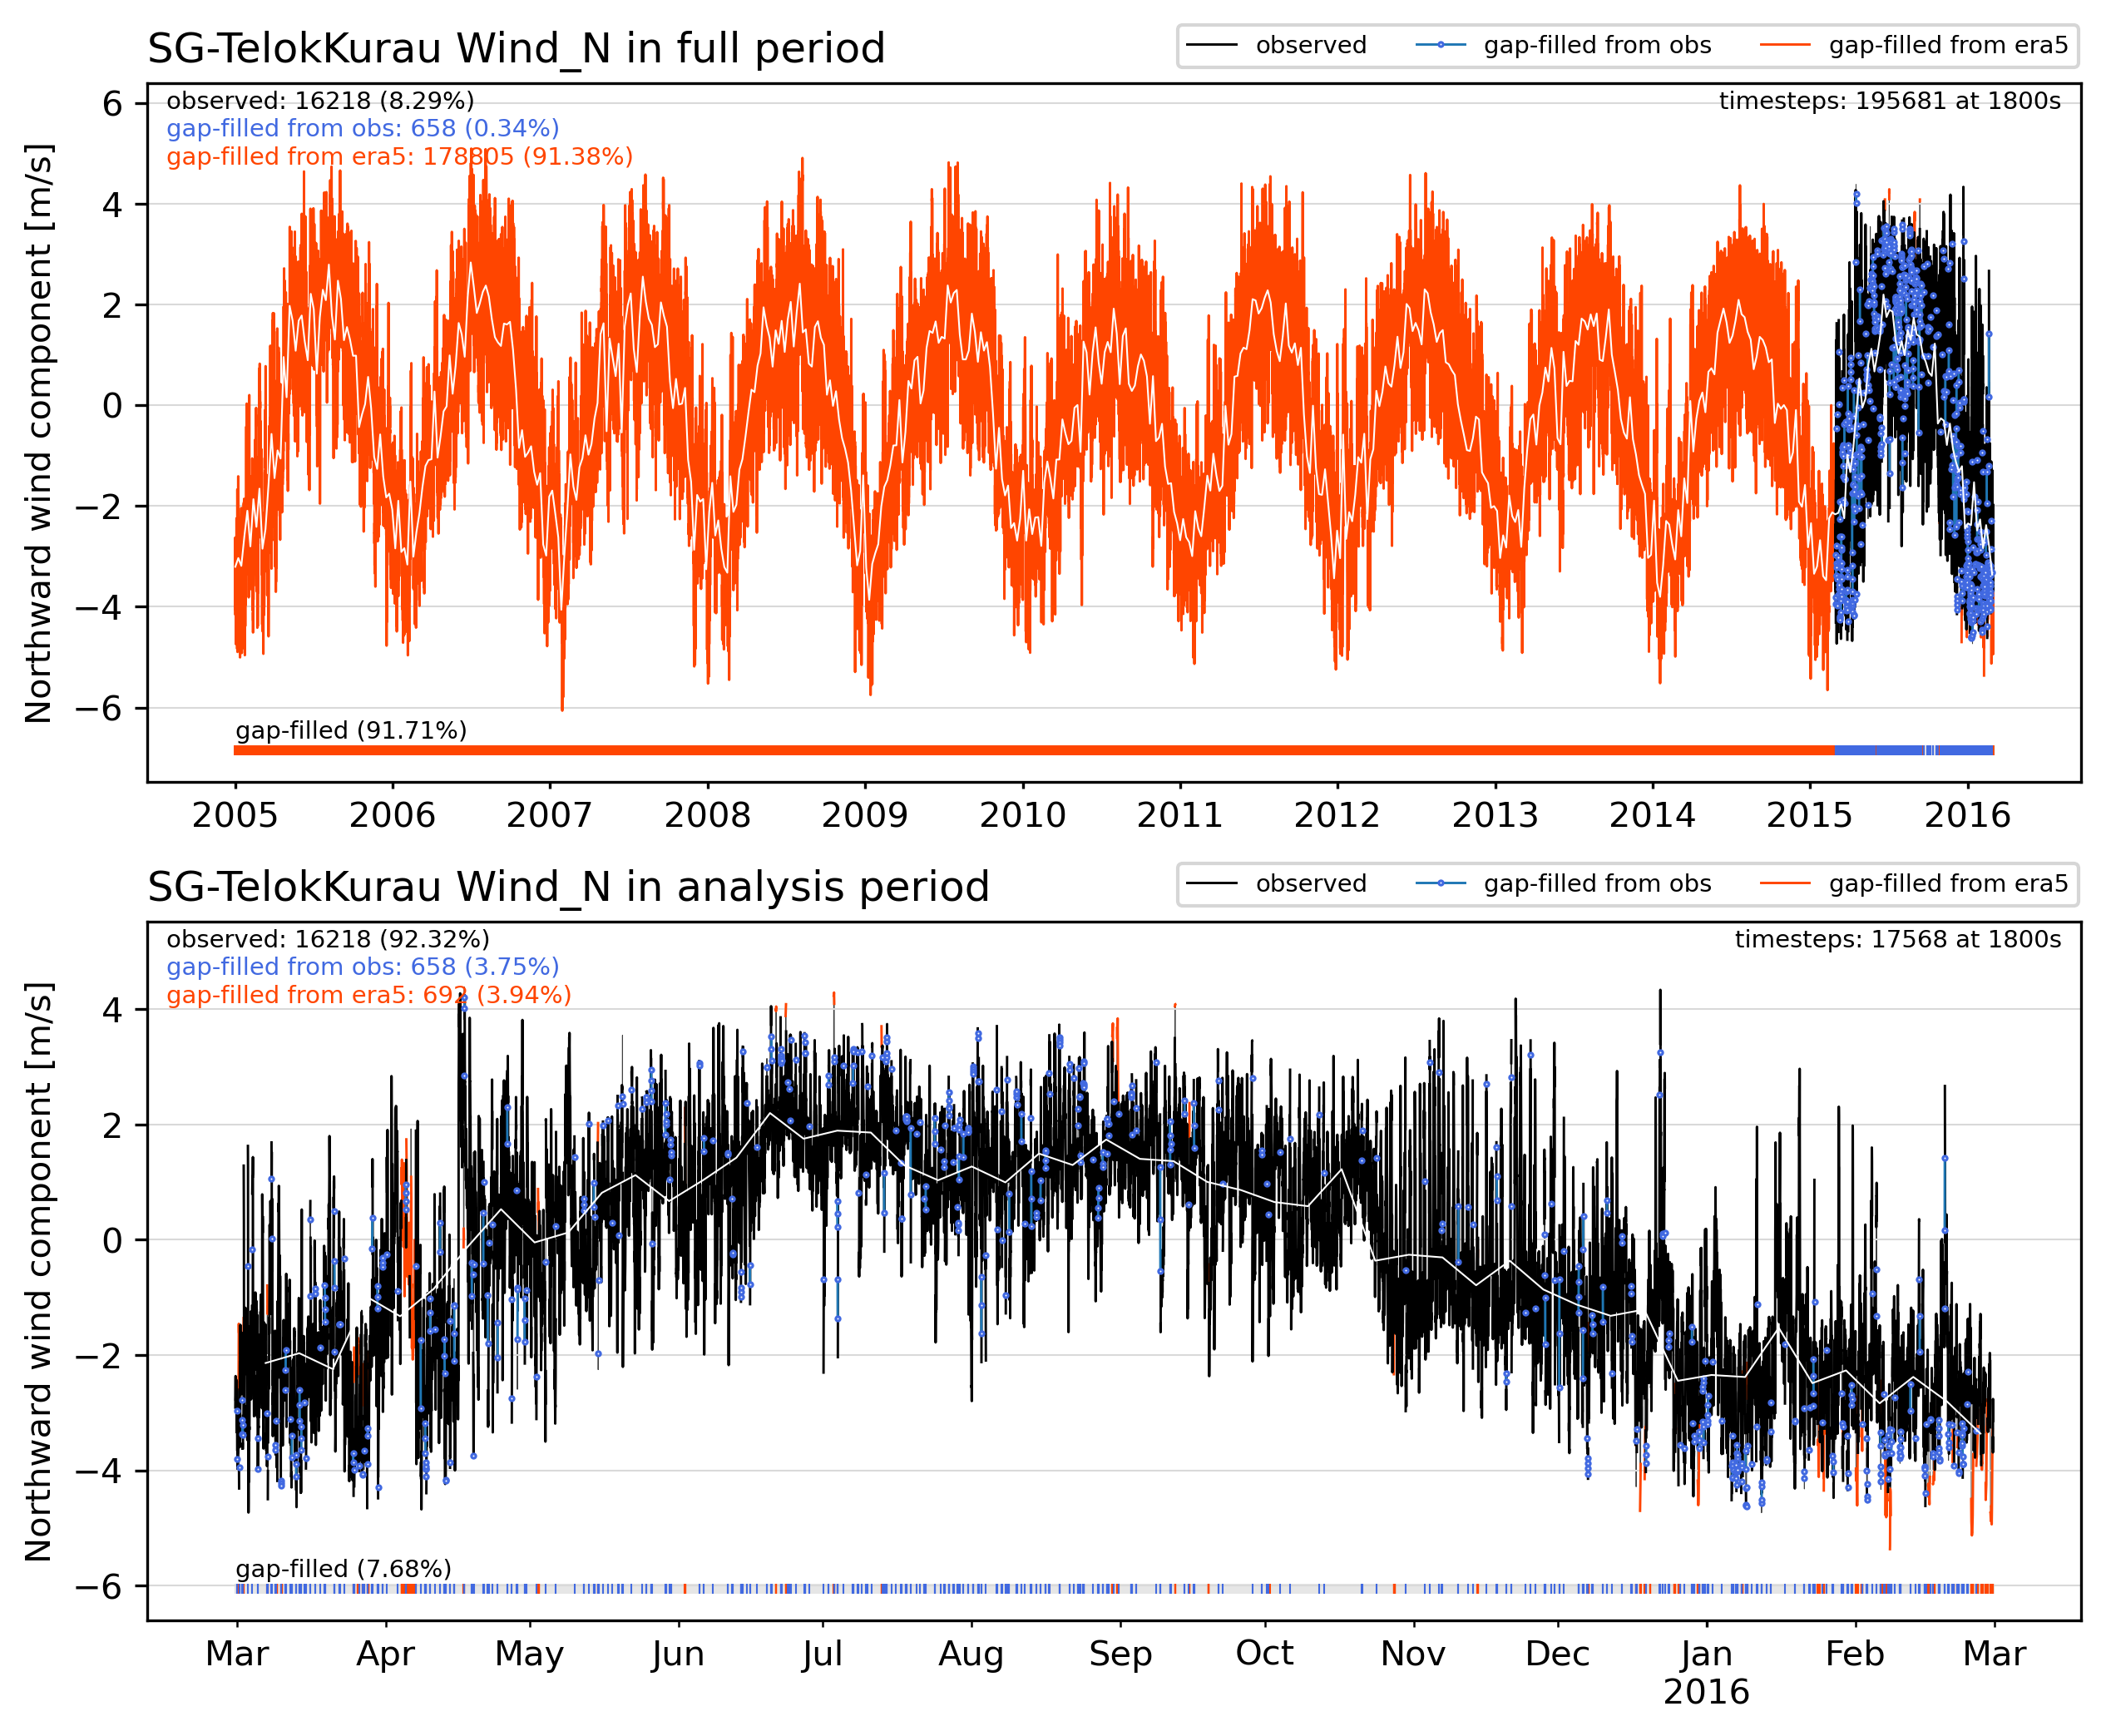 SG-TelokKurau Wind_N in full period
observed gap-filled from obs gap-filled from era5
observed: 16218 (8.29%)
timesteps: 195681 at 1800s
gap-filled from obs: 658 (0.34%)
gap-filled from era5: 178805 (91.38%)
Northward wind component [m/s]
6
4
2
0
−2
−4
−6
gap-filled (91.71%)
2005 2006 2007 2008 2009 2010 2011 2012 2013 2014 2015 2016
SG-TelokKurau Wind_N in analysis period
observed gap-filled from obs gap-filled from era5
observed: 16218 (92.32%)
timesteps: 17568 at 1800s
gap-filled from obs: 658 (3.75%)
gap-filled from era5: 692 (3.94%)
Northward wind component [m/s]
4
2
0
−2
−4
−6
gap-filled (7.68%)
Mar Apr May Jun Jul Aug Sep Oct Nov Dec Jan Feb Mar
2016